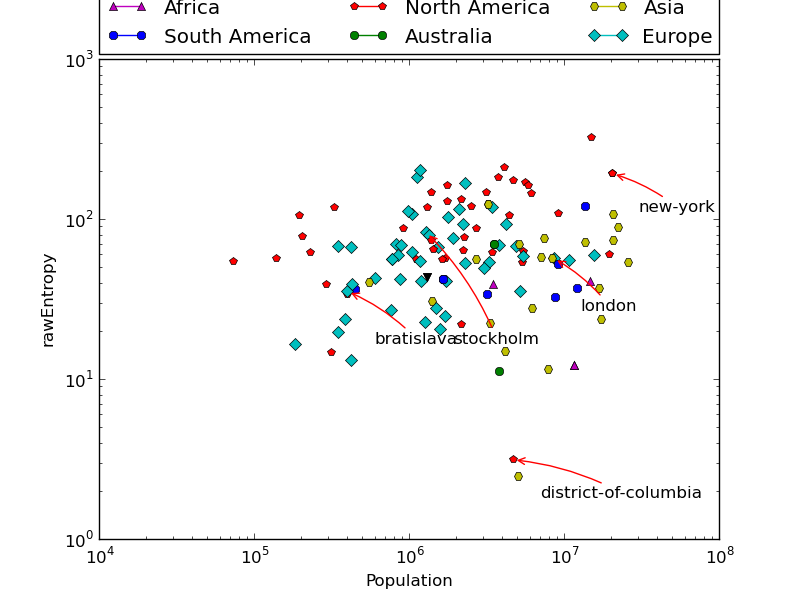 Africa North America Asia
South America Australia Europe
10³
rawEntropy
10²
new-york
london
bratislava stockholm
10¹
district-of-columbia
10⁰
10⁴ 10⁵ 10⁶ 10⁷ 10⁸
Population